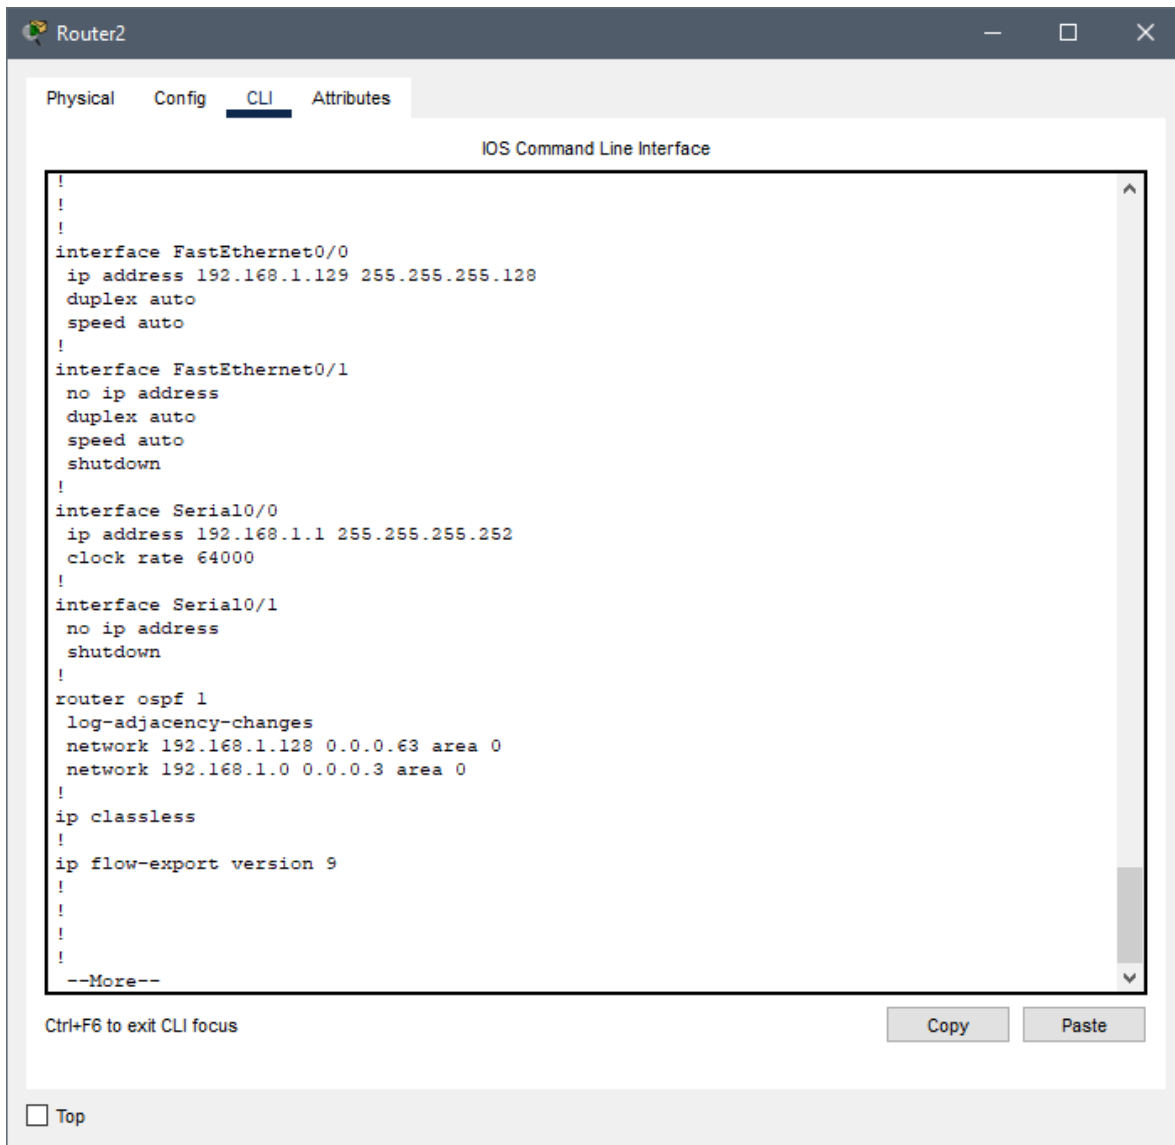 Router2
Physical Config CLI Attributes
IOS Command Line Interface
!
!
!
interface FastEthernet0/0
 ip address 192.168.1.129 255.255.255.128
 duplex auto
 speed auto
!
interface FastEthernet0/1
 no ip address
 duplex auto
 speed auto
 shutdown
!
interface Serial0/0
 ip address 192.168.1.1 255.255.255.252
 clock rate 64000
!
interface Serial0/1
 no ip address
 shutdown
!
router ospf 1
 log-adjacency-changes
 network 192.168.1.128 0.0.0.63 area 0
 network 192.168.1.0 0.0.0.3 area 0
!
ip classless
!
ip flow-export version 9
!
!
!
!
 --More--
Ctrl+F6 to exit CLI focus
Copy Paste
Top